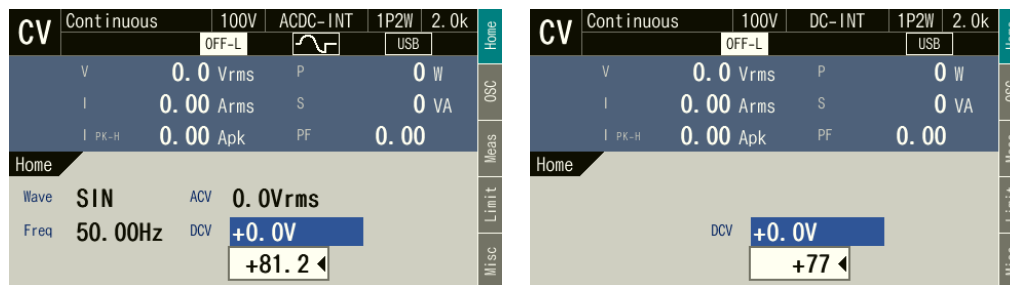 CV Continuous 100V ACDC-INT 1P2W 2.0k
OFF-L USB
V 0.0 Vrms P 0 W
I 0.00 Arms S 0 VA
I PK-H 0.00 Apk PF 0.00
Home
Wave SIN ACV 0.0Vrms
Freq 50.00Hz DCV +0.0V
+81.2
Home
OSC
Meas
Limit
Misc
CV Continuous 100V DC-INT 1P2W 2.0k
OFF-L USB
V 0.0 Vrms P 0 W
I 0.00 Arms S 0 VA
I PK-H 0.00 Apk PF 0.00
Home
DCV +0.0V
+77